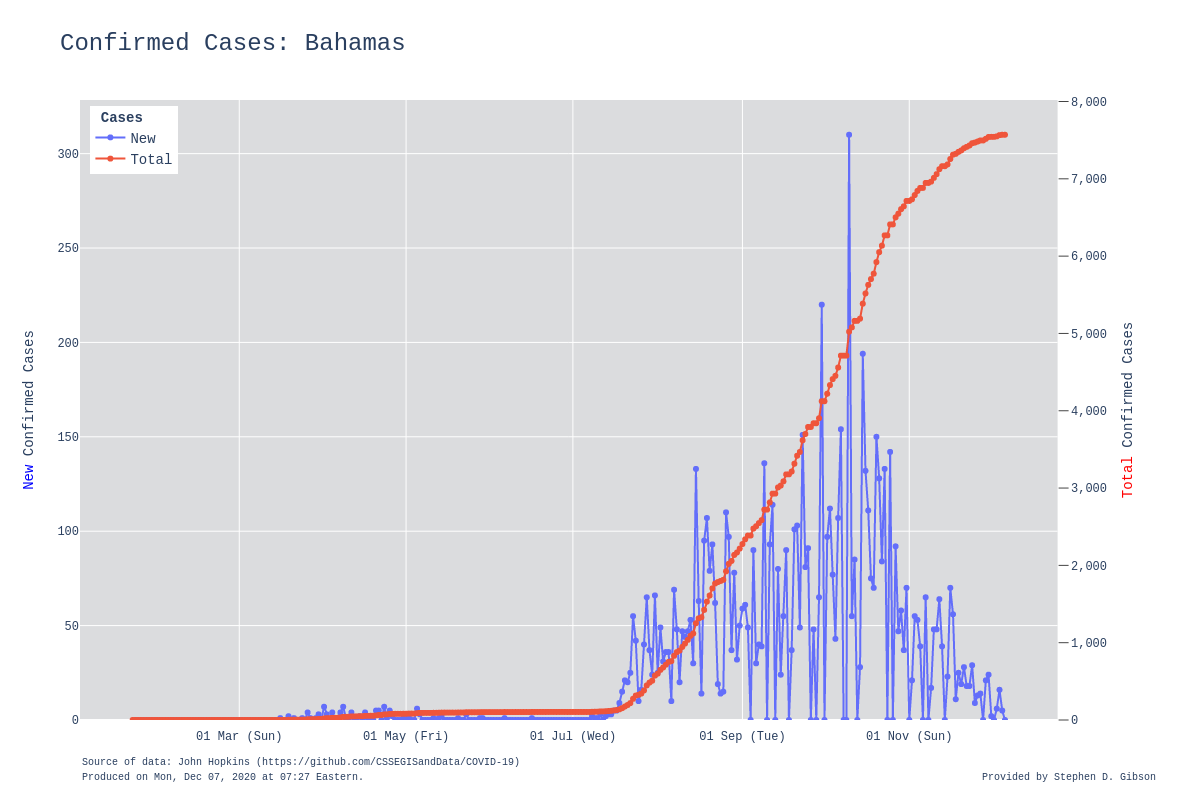 Confirmed Cases: Bahamas
Cases
New
Total
300
250
200
150
100
50
0
8,000
7,000
6,000
5,000
4,000
3,000
2,000
1,000
0
New Confirmed Cases
Total Confirmed Cases
01 Mar (Sun)
01 May (Fri)
01 Jul (Wed)
01 Sep (Tue)
01 Nov (Sun)
Source of data: John Hopkins (https://github.com/CSSEGISandData/COVID-19)
Produced on Mon, Dec 07, 2020 at 07:27 Eastern.
Provided by Stephen D. Gibson